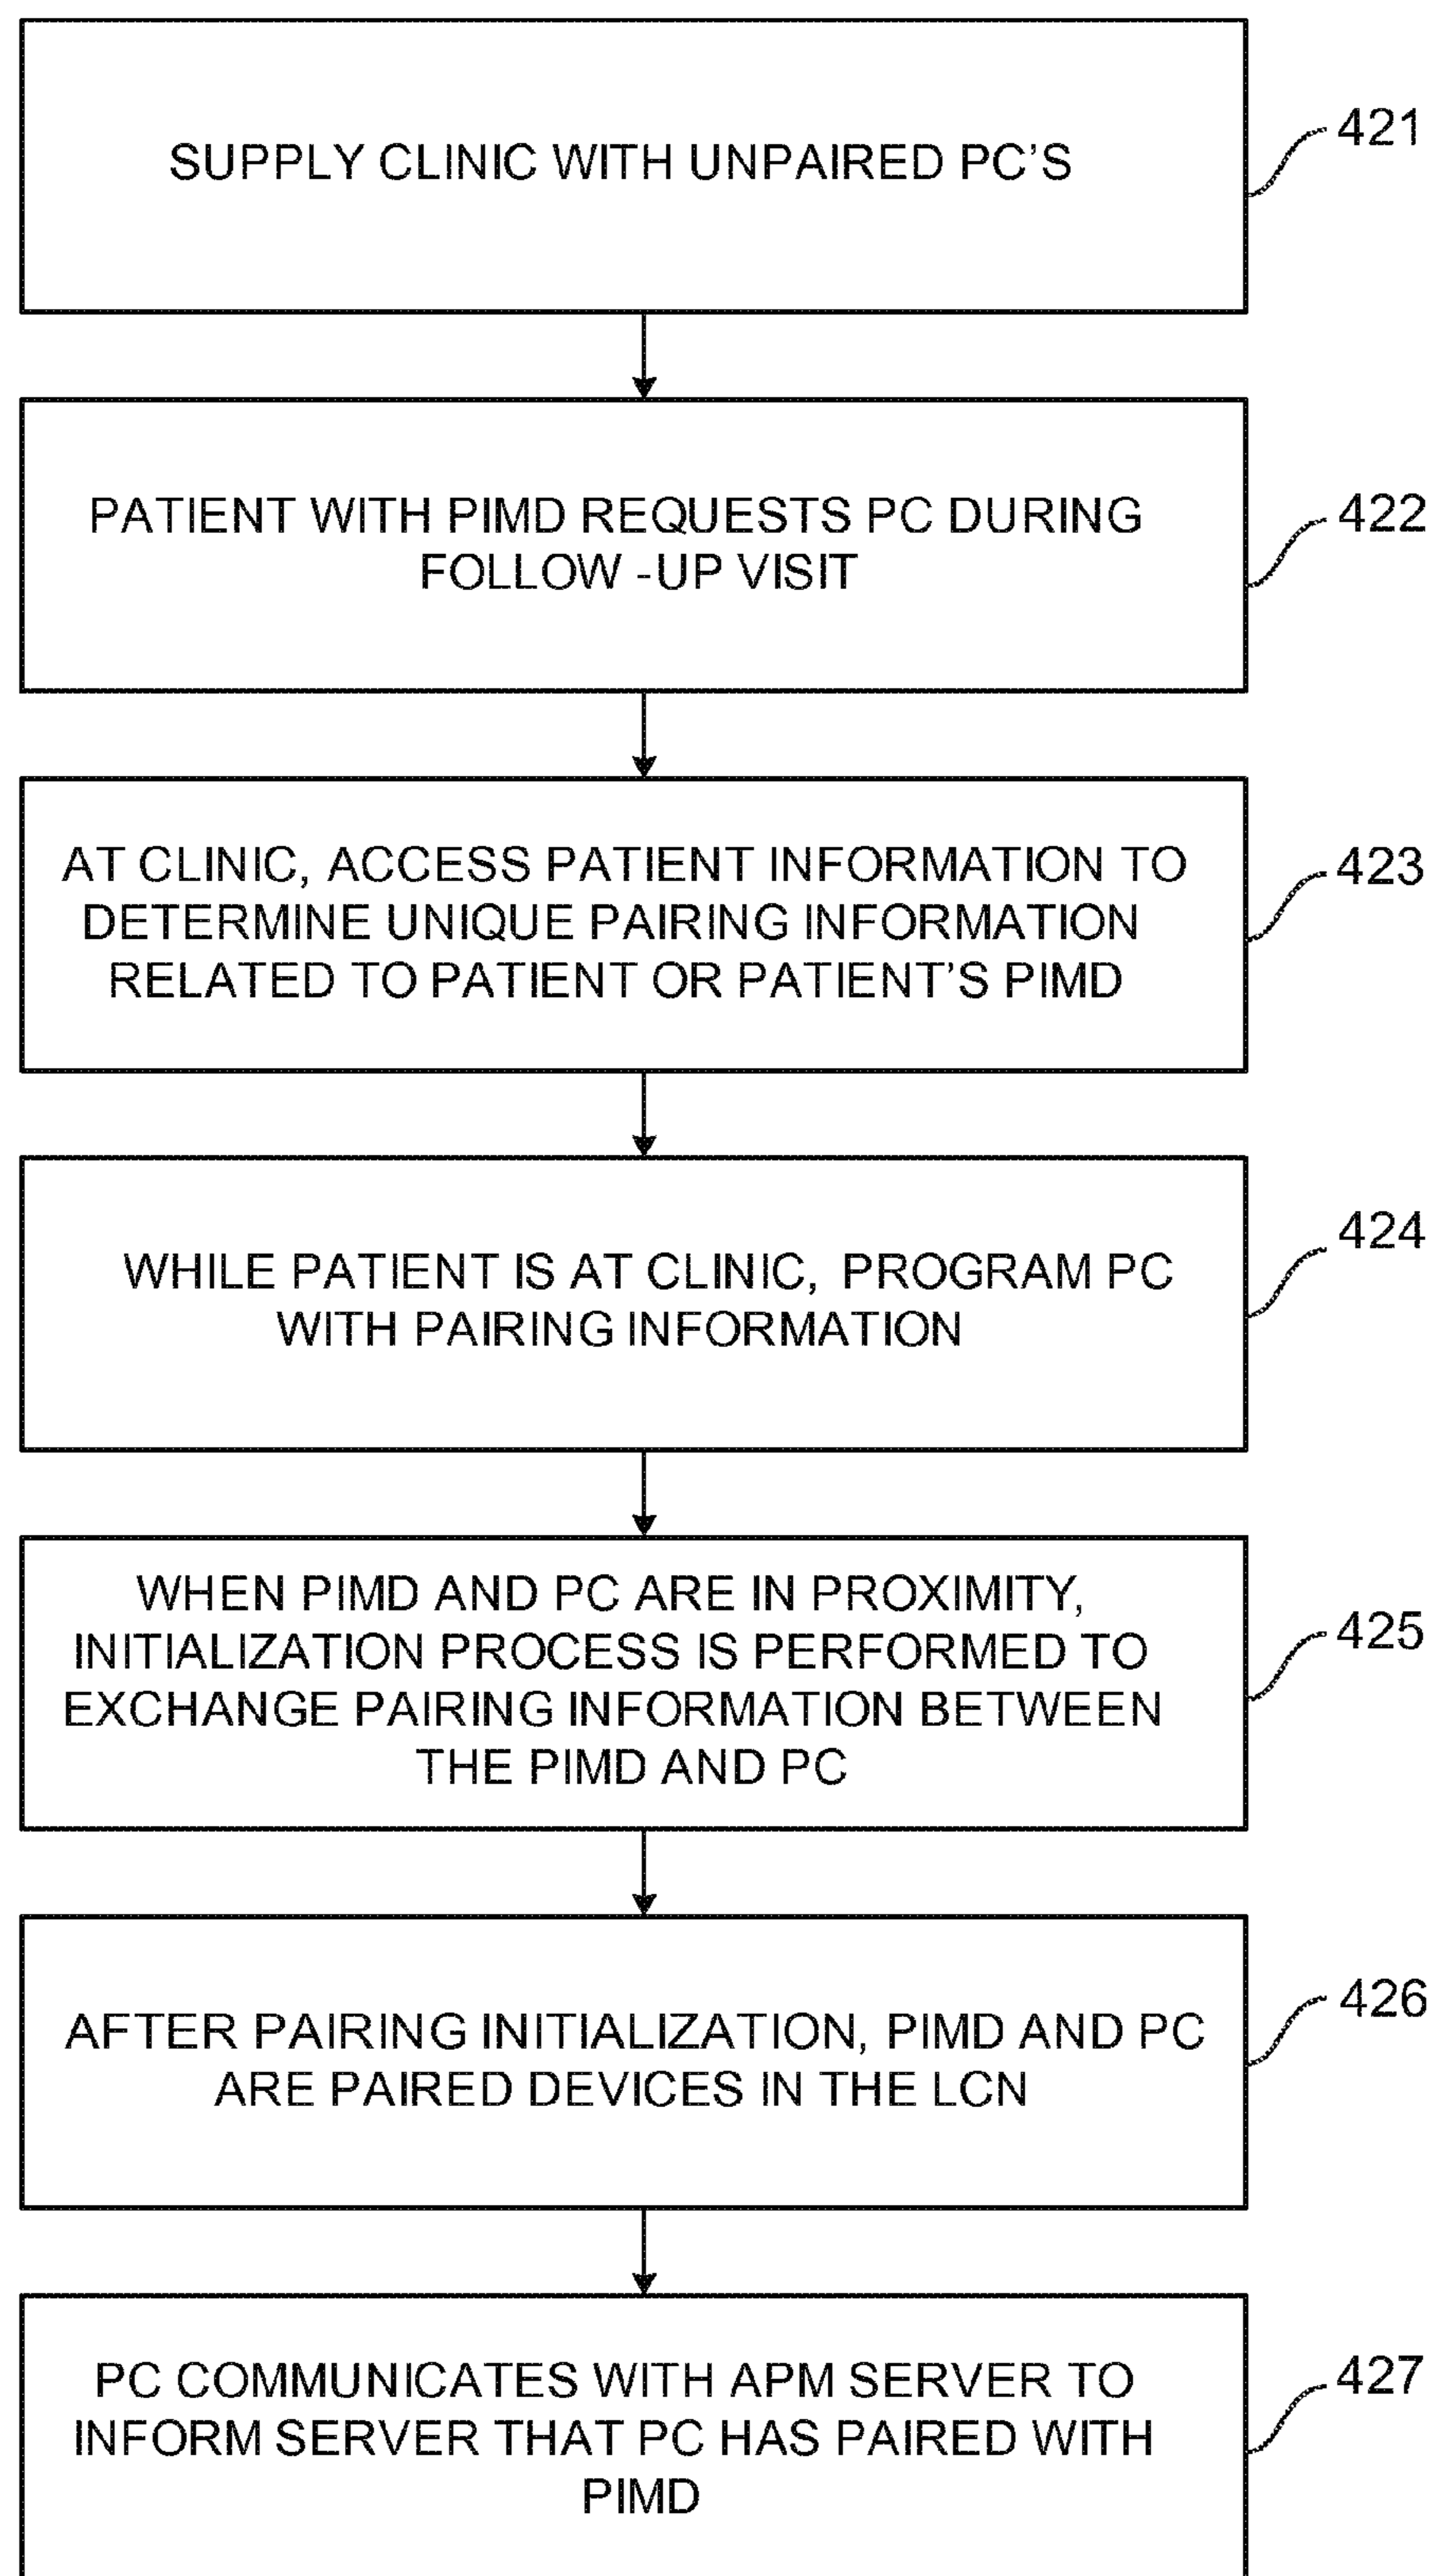 SUPPLY CLINIC WITH UNPAIRED PC'S
421
PATIENT WITH PIMD REQUESTS PC DURING
FOLLOW -UP VISIT
422
AT CLINIC, ACCESS PATIENT INFORMATION TO
DETERMINE UNIQUE PAIRING INFORMATION
RELATED TO PATIENT OR PATIENT'S PIMD
423
WHILE PATIENT IS AT CLINIC, PROGRAM PC
WITH PAIRING INFORMATION
424
WHEN PIMD AND PC ARE IN PROXIMITY,
INITIALIZATION PROCESS IS PERFORMED TO
EXCHANGE PAIRING INFORMATION BETWEEN
THE PIMD AND PC
425
AFTER PAIRING INITIALIZATION, PIMD AND PC
ARE PAIRED DEVICES IN THE LCN
426
PC COMMUNICATES WITH APM SERVER TO
INFORM SERVER THAT PC HAS PAIRED WITH
PIMD
427